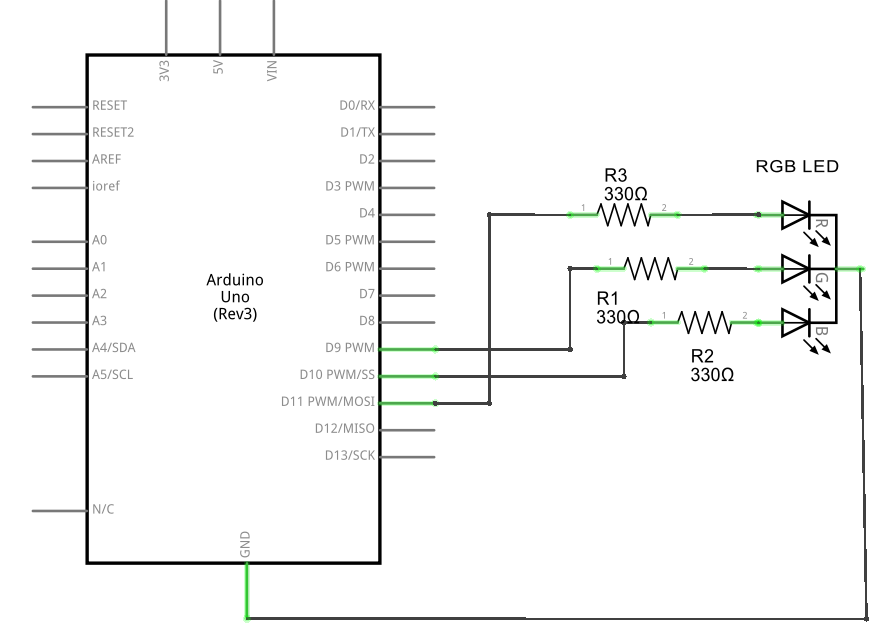 3V3
5V
VIN
RESET
RESET2
AREF
ioref
A0
A1
A2
A3
A4/SDA
A5/SCL
N/C
Arduino
Uno
(Rev3)
D0/RX
D1/TX
D2
D3 PWM
D4
D5 PWM
D6 PWM
D7
D8
D9 PWM
D10 PWM/SS
D11 PWM/MOSI
D12/MISO
D13/SCK
GND
R3
330Ω
1 2
1 2
R1
330Ω
1 2
R2
330Ω
RGB LED
R
G
B